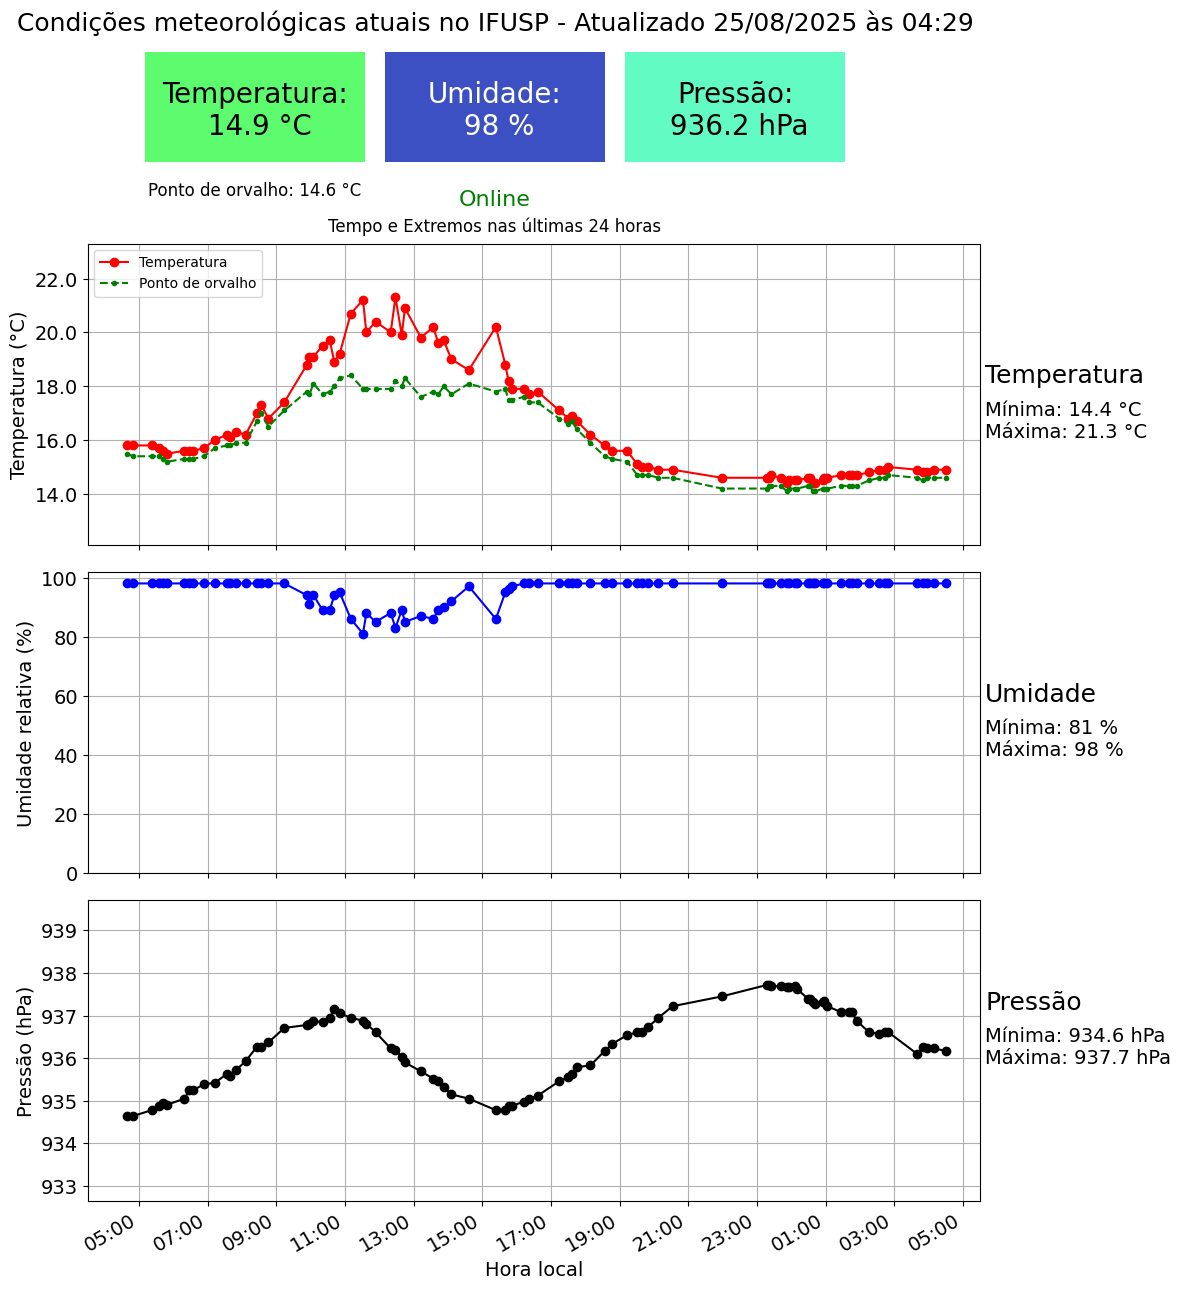 Condições meteorológicas atuais no IFUSP - Atualizado 25/08/2025 às 04:29
Temperatura:
14.9 °C
Umidade:
98 %
Pressão:
936.2 hPa
Ponto de orvalho: 14.6 °C
Online
Tempo e Extremos nas últimas 24 horas
Temperatura
Ponto de orvalho
Temperatura (°C)
22.0
20.0
18.0
16.0
14.0
Temperatura
Mínima: 14.4 °C
Máxima: 21.3 °C
Umidade relativa (%)
100
80
60
40
20
0
Umidade
Mínima: 81 %
Máxima: 98 %
Pressão (hPa)
939
938
937
936
935
934
933
Pressão
Mínima: 934.6 hPa
Máxima: 937.7 hPa
05:00 07:00 09:00 11:00 13:00 15:00 17:00 19:00 21:00 23:00 01:00 03:00 05:00
Hora local